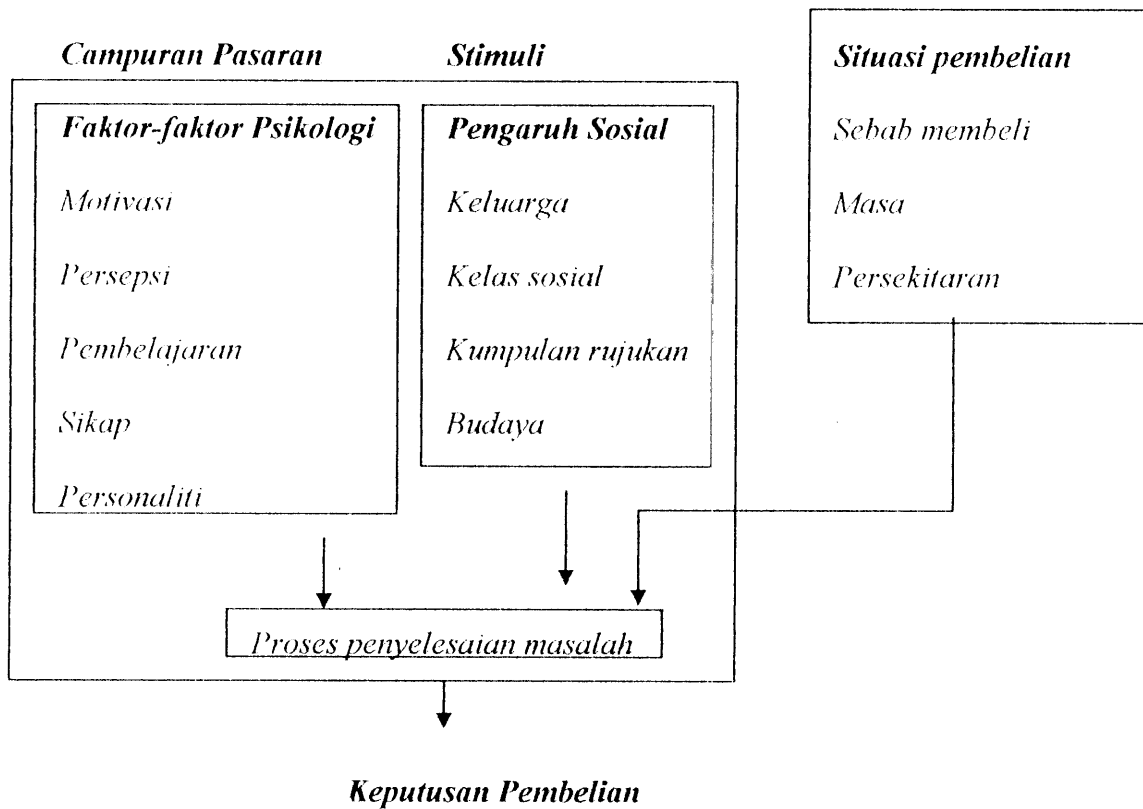 Campuran Pasaran
Stimuli
Faktor-faktor Psikologi
Motivasi
Persepsi
Pembelajaran
Sikap
Personaliti
Pengaruh Sosial
Keluarga
Kelas sosial
Kumpulan rujukan
Budaya
Situasi pembelian
Sebab membeli
Masa
Persekitaran
Proses penyelesaian masalah
Keputusan Pembelian